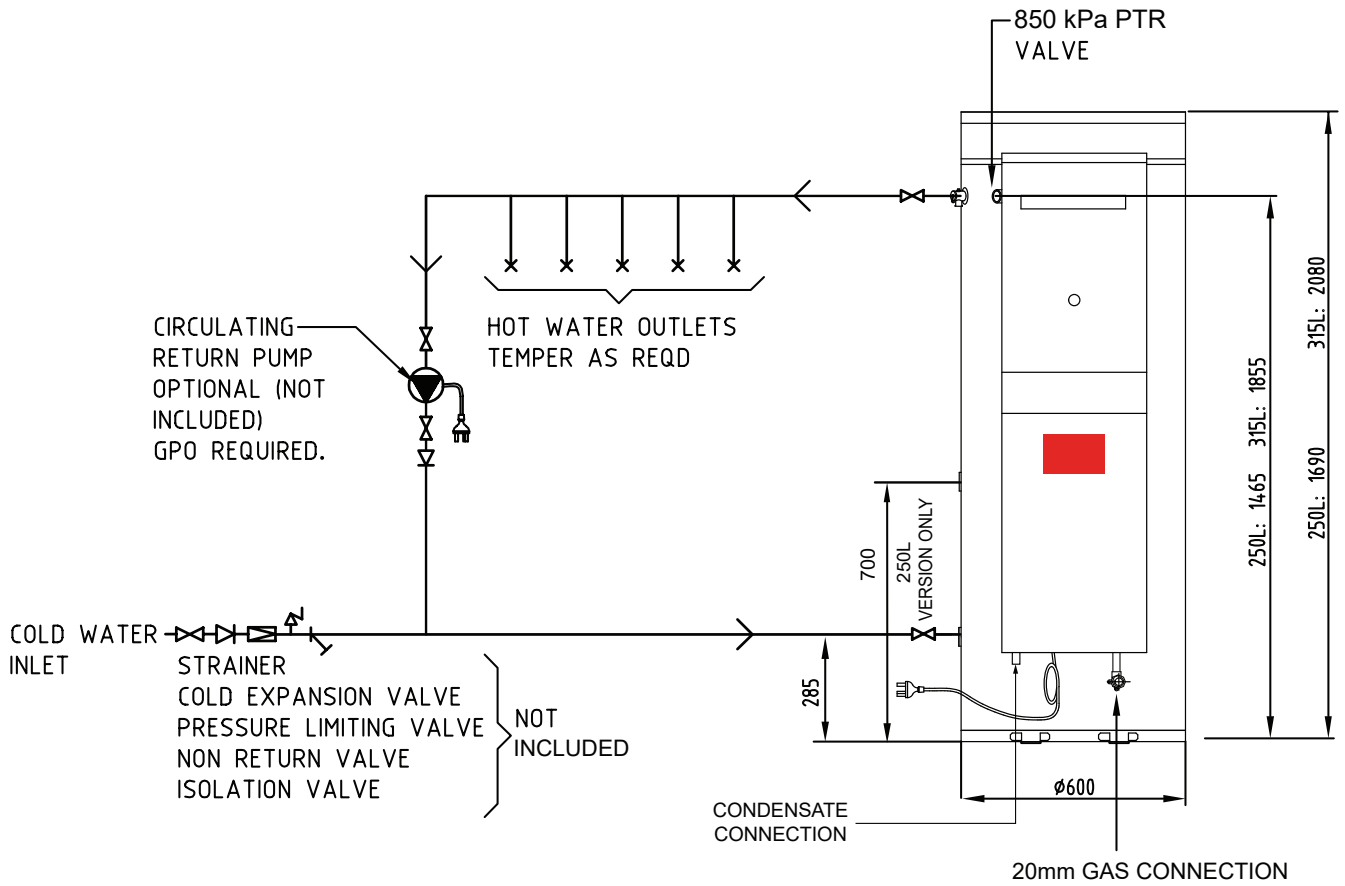 850 kPa PTR
VALVE
CIRCULATING
RETURN PUMP
OPTIONAL (NOT
INCLUDED)
GPO REQUIRED.
HOT WATER OUTLETS
TEMPER AS REQD
COLD WATER
INLET
STRAINER
COLD EXPANSION VALVE
PRESSURE LIMITING VALVE
NON RETURN VALVE
ISOLATION VALVE
NOT
INCLUDED
285
700
250L
VERSION ONLY
250L: 1465 315L: 1855
250L: 1690 315L: 2080
Ø600
CONDENSATE
CONNECTION
20mm GAS CONNECTION